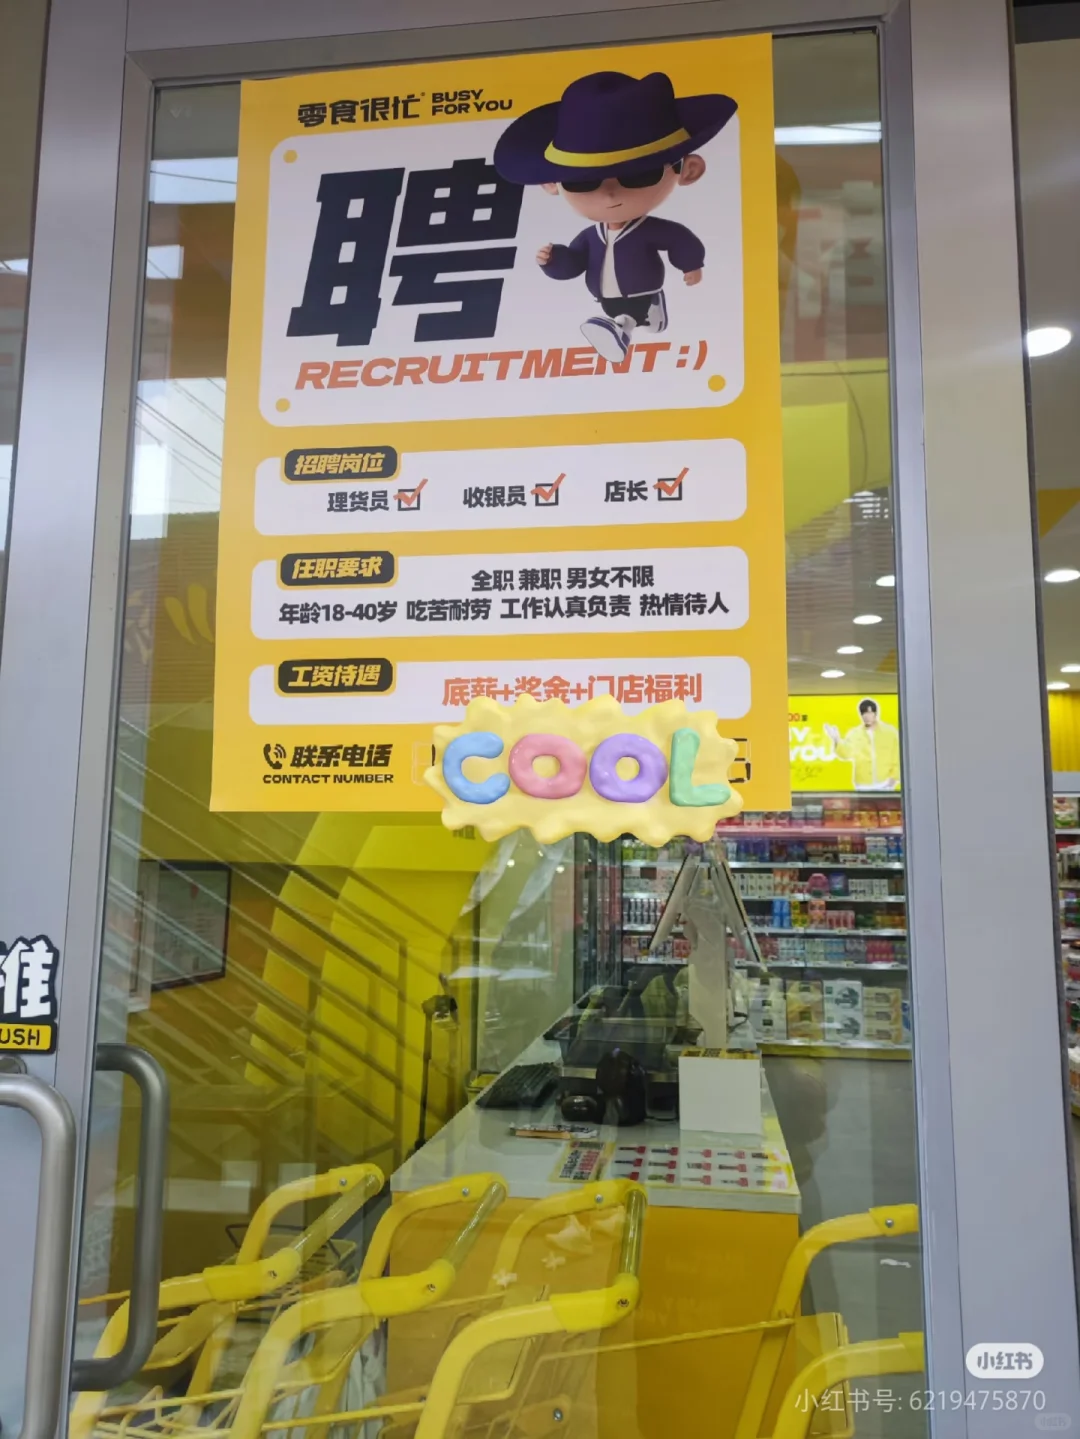 零食很忙 BUSY FOR YOU
聘
RECRUITMENT :)
招聘岗位
理货员 收银员 店长
任职要求
全职 兼职 男女不限
年龄18-40岁 吃苦耐劳 工作认真负责 热情待人
工资待遇
底薪+奖金+门店福利
联系电话
CONTACT NUMBER
COOL
推
USH
小红书
小红书号: 6219475870